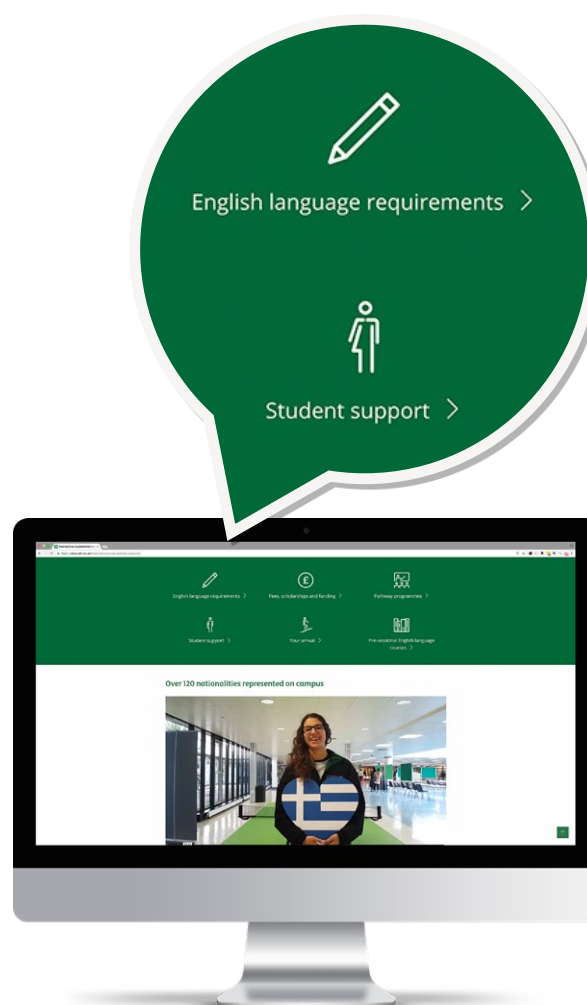 English language requirements >
Student support >
English language requirements >
Fees, scholarships and funding >
Pathway programmes >
Student support >
Your arrival >
Pre-sessional English language
courses >
Over 120 nationalities represented on campus